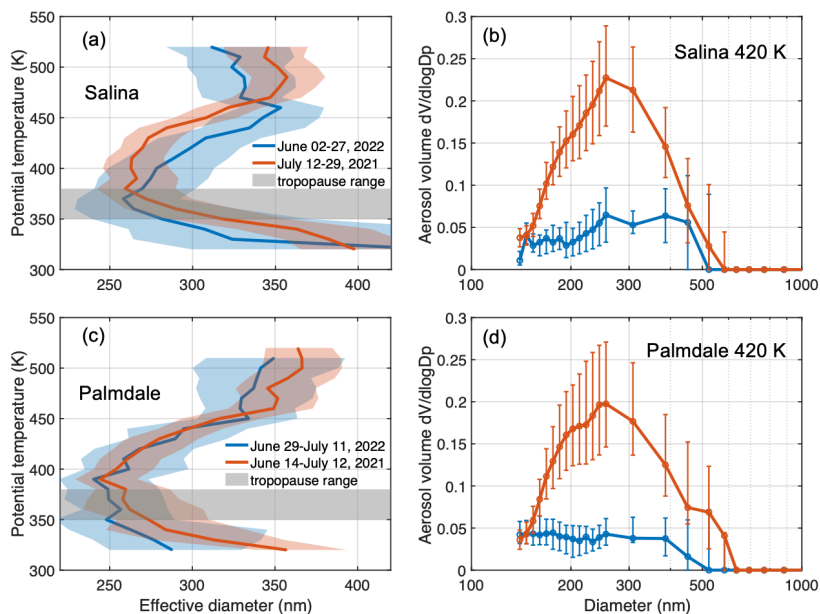 (a)
Salina
Potential temperature (K)
550
500
450
400
350
300
250
300
350
400
June 02-27, 2022
July 12-29, 2021
tropopause range
(b)
Salina 420 K
Aerosol volume dV/dlogDp
0.3
0.25
0.2
0.15
0.1
0.05
0
100
200
300
500
1000
(c)
Palmdale
Potential temperature (K)
550
500
450
400
350
300
250
300
350
400
Effective diameter (nm)
June 29-July 11, 2022
June 14-July 12, 2021
tropopause range
(d)
Palmdale 420 K
Aerosol volume dV/dlogDp
0.3
0.25
0.2
0.15
0.1
0.05
0
100
200
300
500
1000
Diameter (nm)